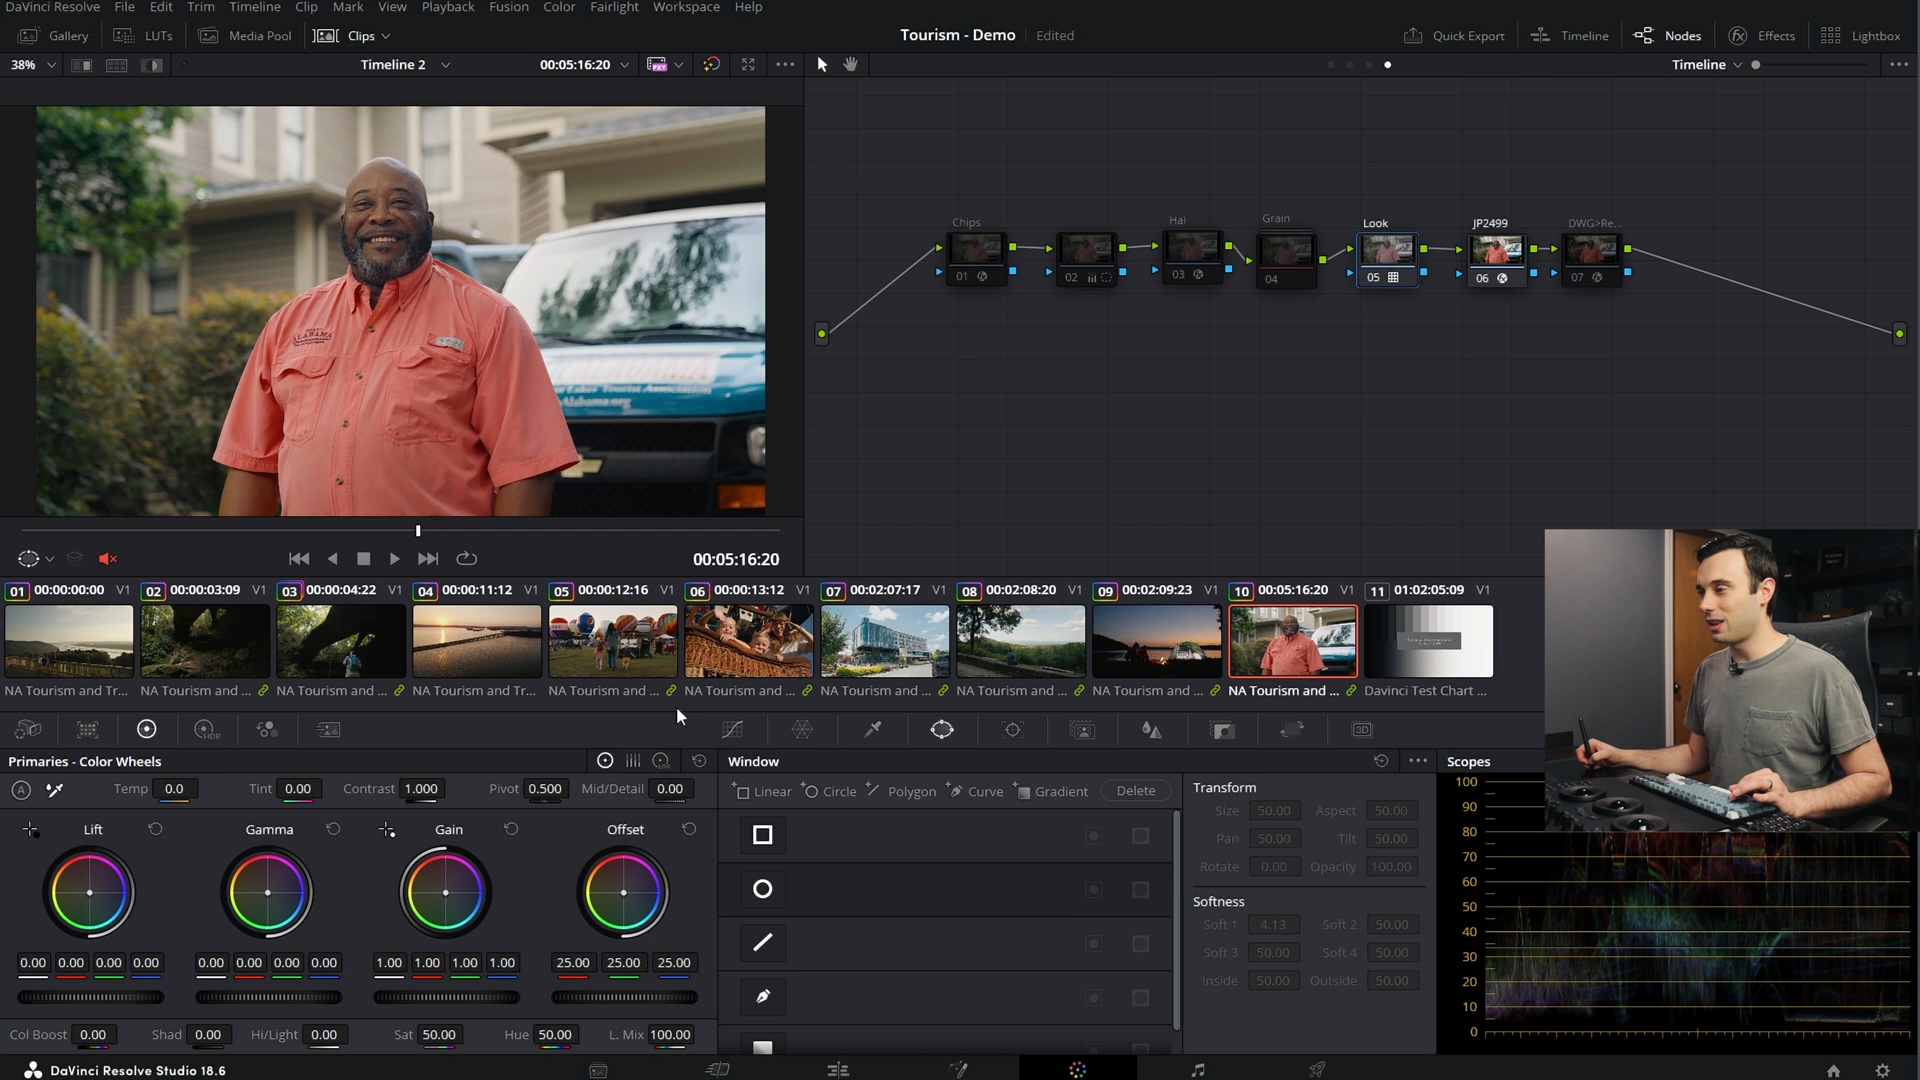 DaVinci Resolve File Edit Trim Timeline Clip Mark View Playback Fusion Color Fairlight Workspace Help
Gallery LUTs Media Pool Clips Tourism - Demo Edited Quick Export Timeline Nodes Effects Lightbox
38% Timeline 2 00:05:16:20 PXY Timeline
Chips Hal Grain Look JP2499 DWG>Re...
01 02 03 04 05 06 07
ALABAMA
Alabama.org
00:05:16:20
01 00:00:00:00 V1 02 00:00:03:09 V1 03 00:00:04:22 V1 04 00:00:11:12 V1 05 00:00:12:16 V1 06 00:00:13:12 V1 07 00:02:07:17 V1 08 00:02:08:20 V1 09 00:02:09:23 V1 10 00:05:16:20 V1 11 01:02:05:09 V1
NA Tourism and Tr... NA Tourism and ... NA Tourism and ... NA Tourism and Tr... NA Tourism and ... NA Tourism and ... NA Tourism and ... NA Tourism and ... NA Tourism and ... NA Tourism and ... Davinci Test Chart ...
HDR 3D
Primaries - Color Wheels LOG Window Scopes
A Temp 0.0 Tint 0.00 Contrast 1.000 Pivot 0.500 Mid/Detail 0.00
Linear Circle Polygon Curve Gradient Delete
Transform
Size 50.00 Aspect 50.00
Pan 50.00 Tilt 50.00
Rotate 0.00 Opacity 100.00
Softness
Soft 1 4.13 Soft 2 50.00
Soft 3 50.00 Soft 4 50.00
Inside 50.00 Outside 50.00
Lift Gamma Gain Offset
0.00 0.00 0.00 0.00 0.00 0.00 0.00 0.00 1.00 1.00 1.00 1.00 25.00 25.00 25.00
Col Boost 0.00 Shad 0.00 Hi/Light 0.00 Sat 50.00 Hue 50.00 L. Mix 100.00
100
90
80
70
60
50
40
30
20
10
0
DaVinci Resolve Studio 18.6